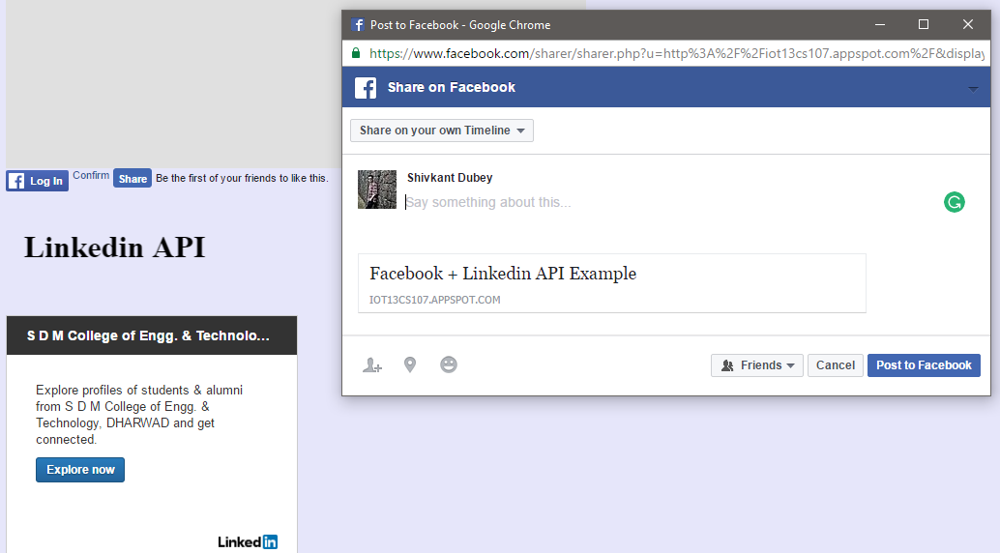 Post to Facebook - Google Chrome
https://www.facebook.com/sharer/sharer.php?u=http%3A%2F%2Fiot13cs107.appspot.com%2F&display
Share on Facebook
Share on your own Timeline
Shivkant Dubey
Say something about this...
Facebook + Linkedin API Example
IOT13CS107.APPSPOT.COM
Friends
Cancel
Post to Facebook
Log In Confirm Share Be the first of your friends to like this.
Linkedin API
S D M College of Engg. & Technolo...
Explore profiles of students & alumni
from S D M College of Engg. &
Technology, DHARWAD and get
connected.
Explore now
Linked in